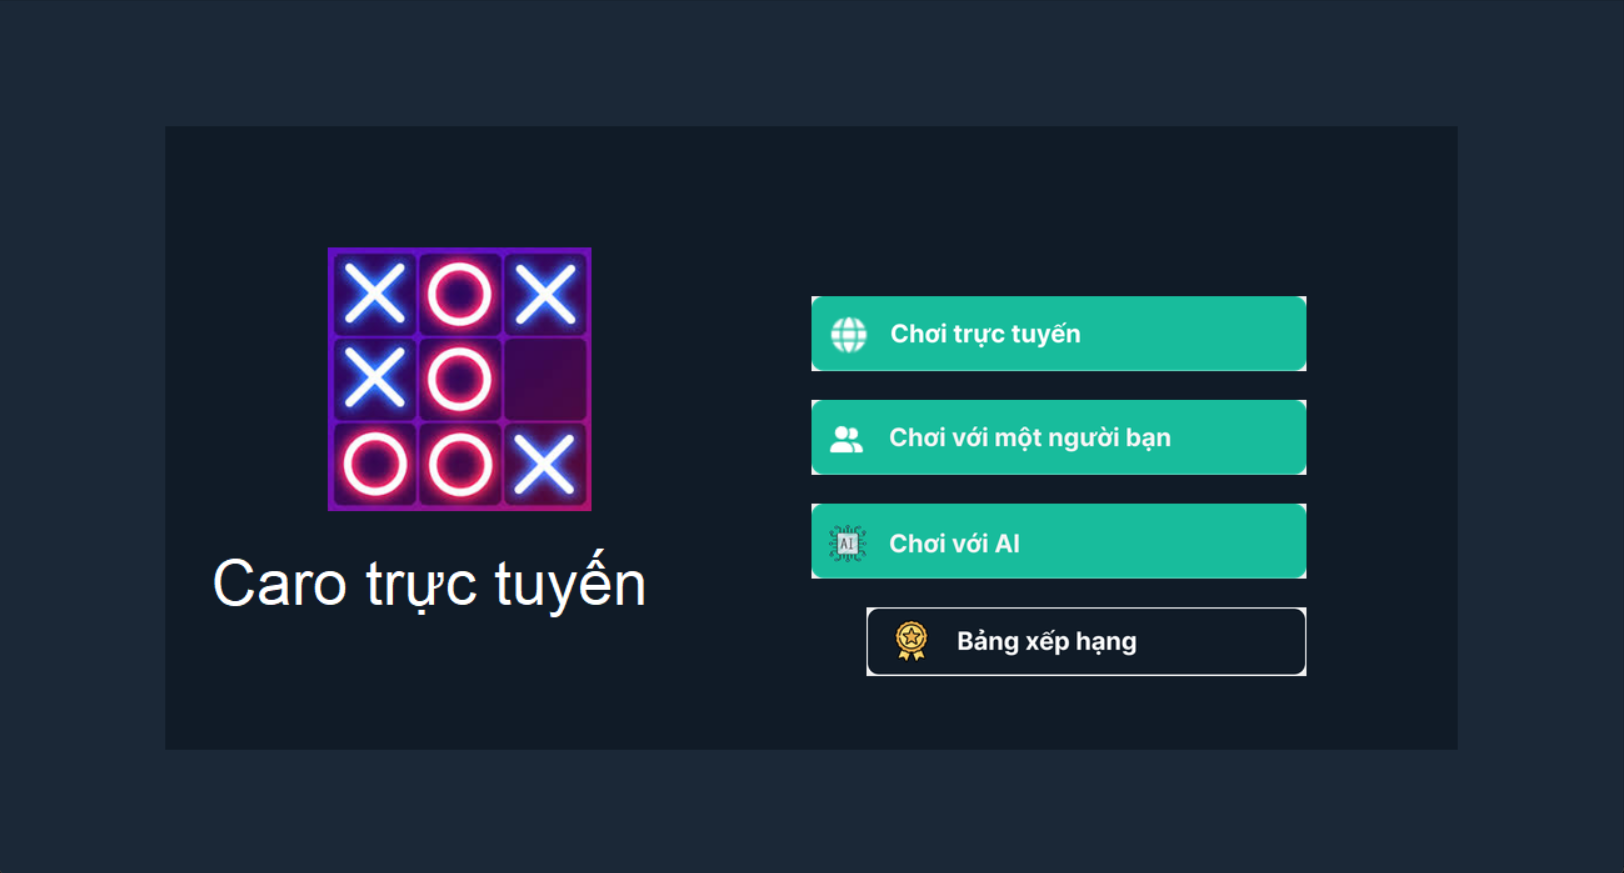 Caro trực tuyến
Chơi trực tuyến
Chơi với một người bạn
AI
Chơi với AI
Bảng xếp hạng